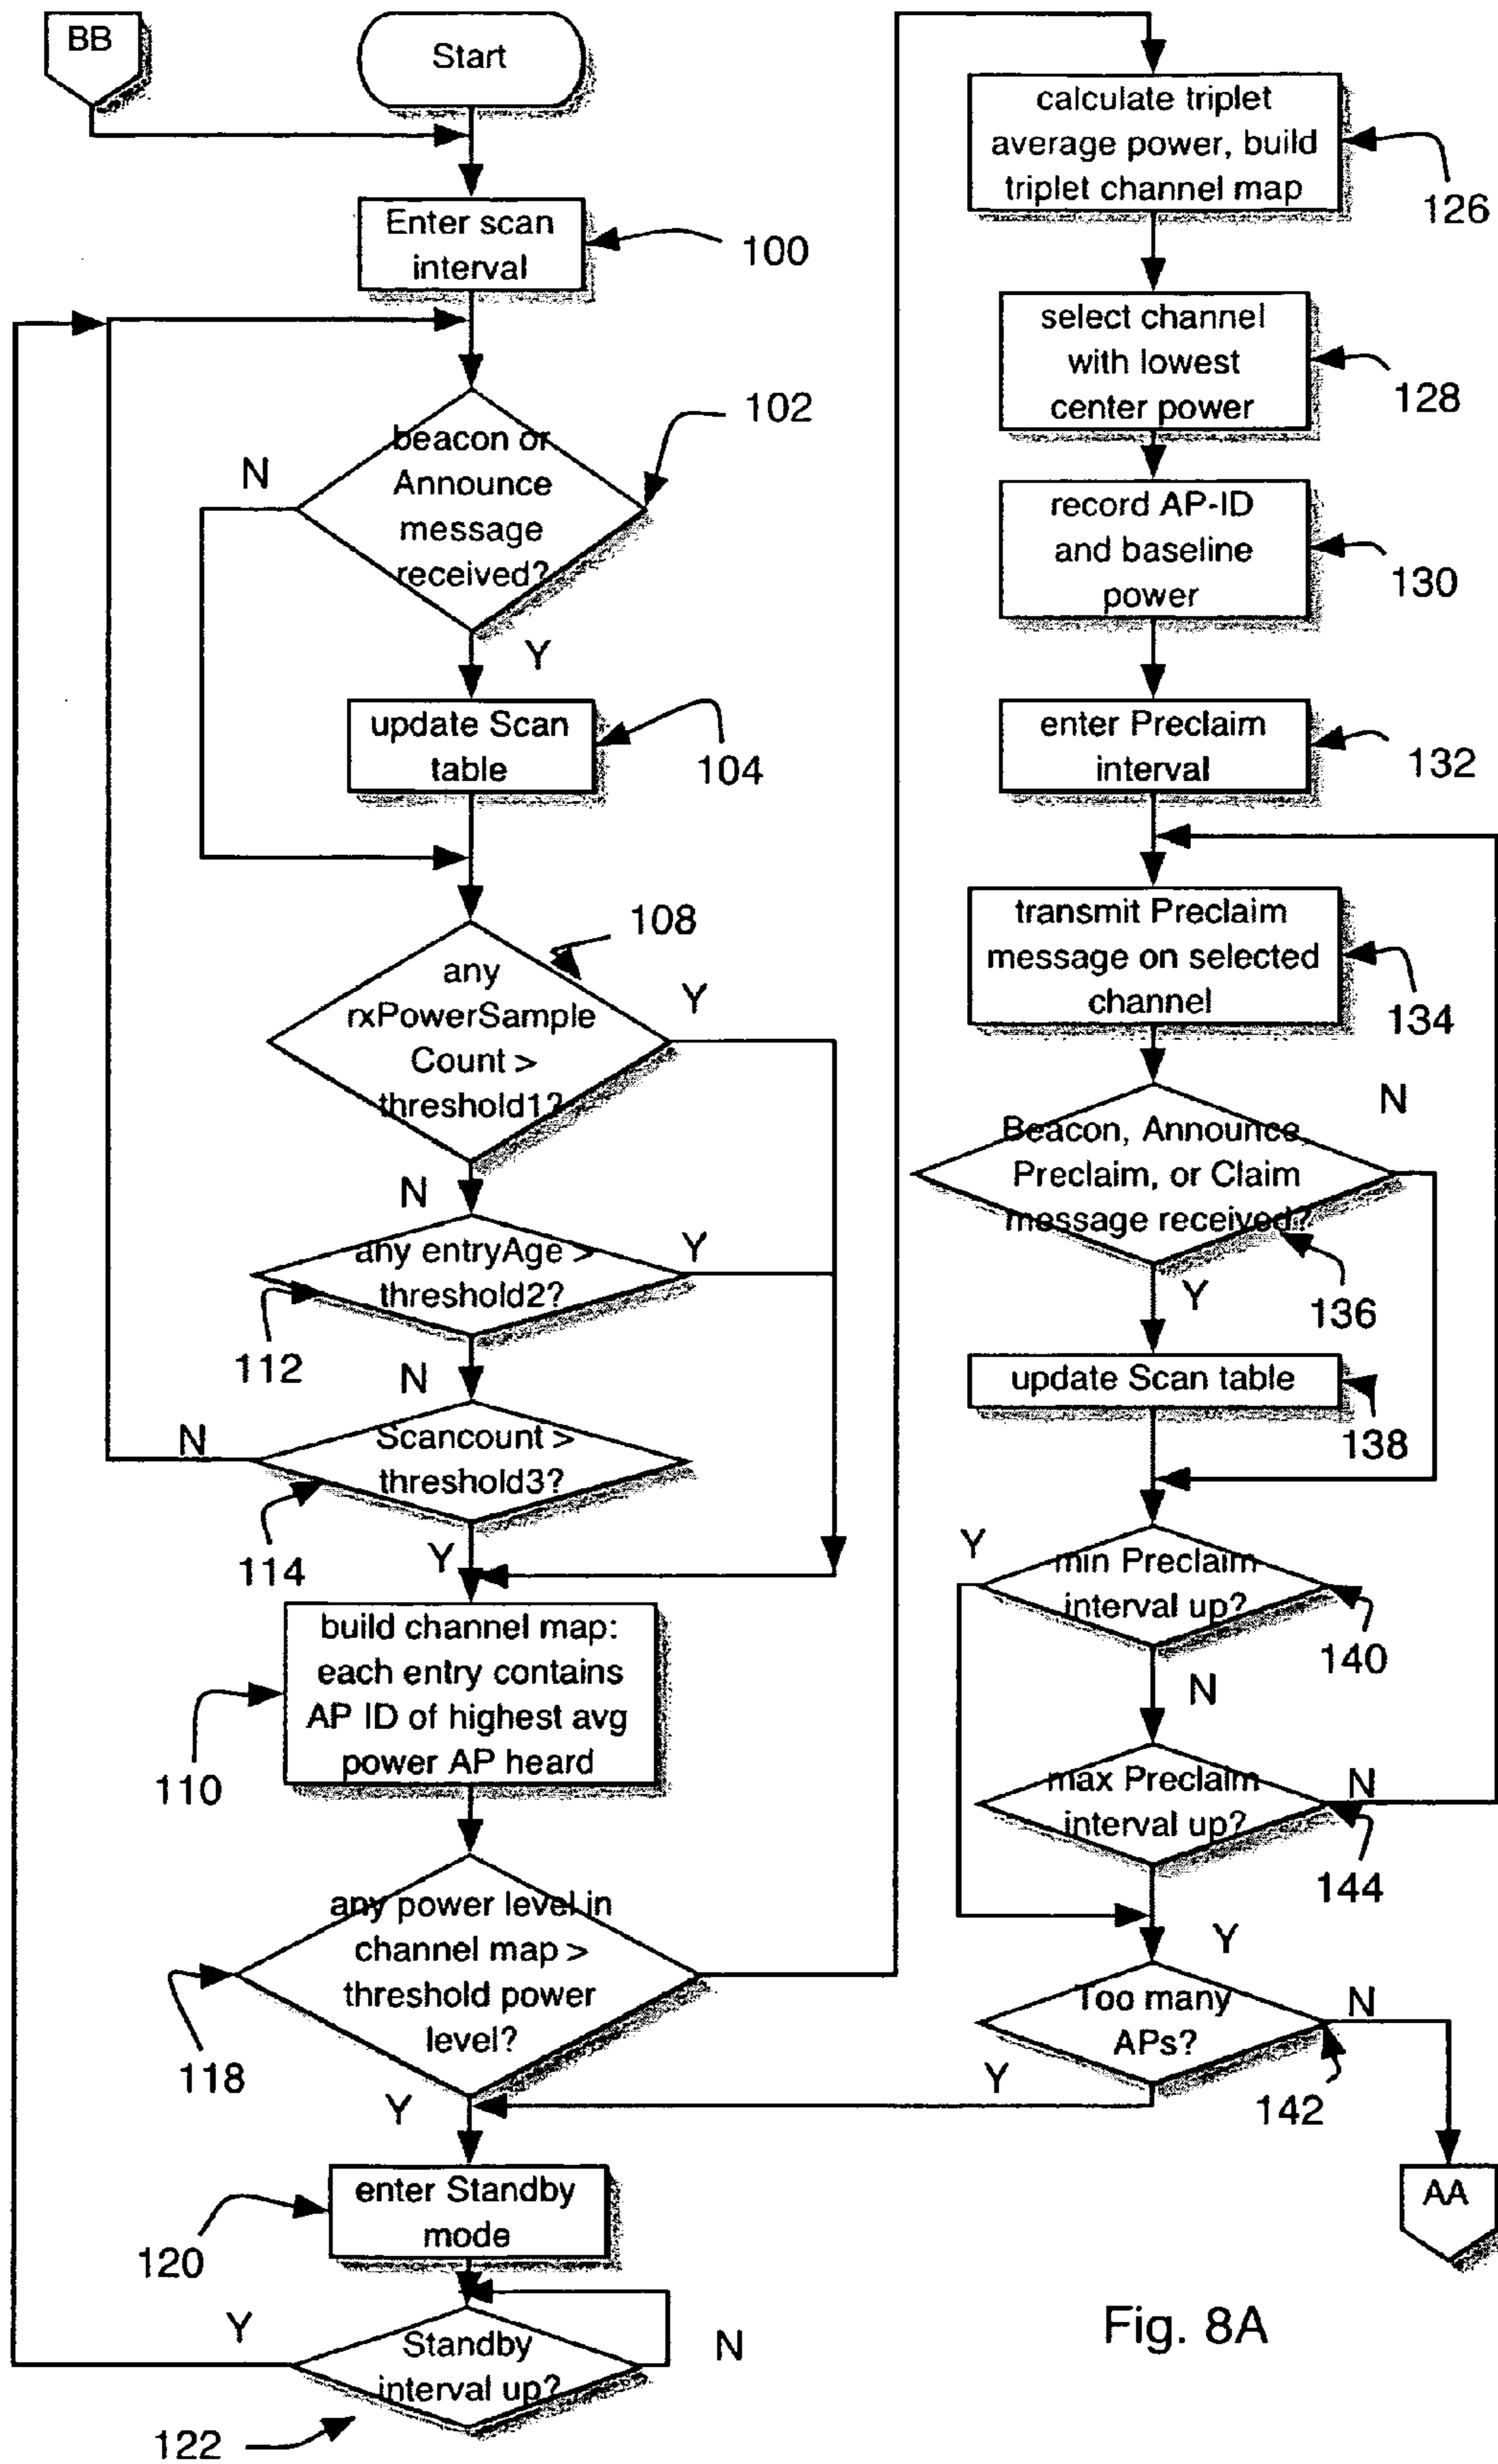 BB
Start
Enter scan
interval
100
beacon or
Announce
message
received?
102
N
Y
update Scan
table
104
any
rxPowerSample
Count >
threshold1?
108
Y
N
any entryAge >
threshold2?
Y
112
N
Scancount >
threshold3?
N
114
Y
build channel map:
each entry contains
AP ID of highest avg
power AP heard
110
any power level in
channel map >
threshold power
level?
118
Y
enter Standby
mode
120
Standby
interval up?
Y
N
122
calculate triplet
average power, build
triplet channel map
126
select channel
with lowest
center power
128
record AP-ID
and baseline
power
130
enter Preclaim
interval
132
transmit Preclaim
message on selected
channel
134
Beacon, Announce,
Preclaim, or Claim
message received?
N
136
Y
update Scan table
138
min Preclaim
interval up?
Y
140
N
max Preclaim
interval up?
N
144
Y
Too many
APs?
N
Y
142
AA
Fig. 8A